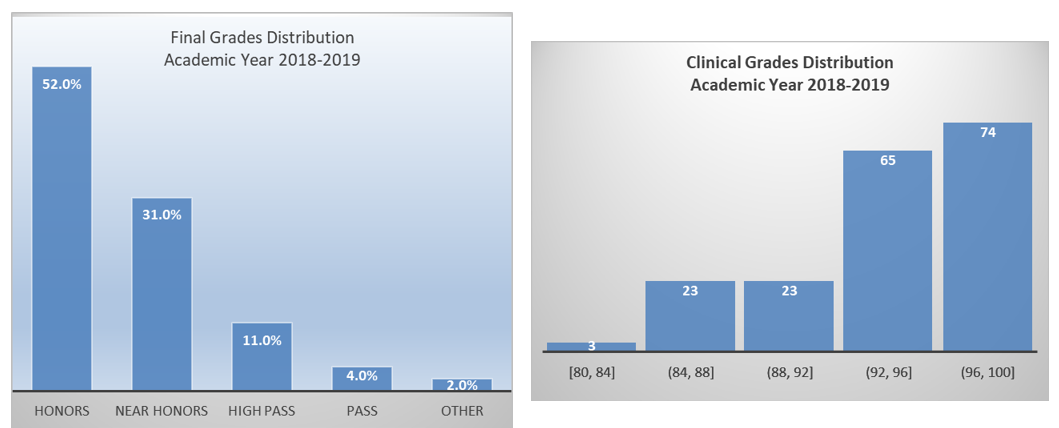 Final Grades Distribution
Academic Year 2018-2019
52.0%
31.0%
11.0%
4.0%
2.0%
HONORS NEAR HONORS HIGH PASS PASS OTHER
Clinical Grades Distribution
Academic Year 2018-2019
74
65
23 23
3
[80, 84] (84, 88] (88, 92] (92, 96] (96, 100]